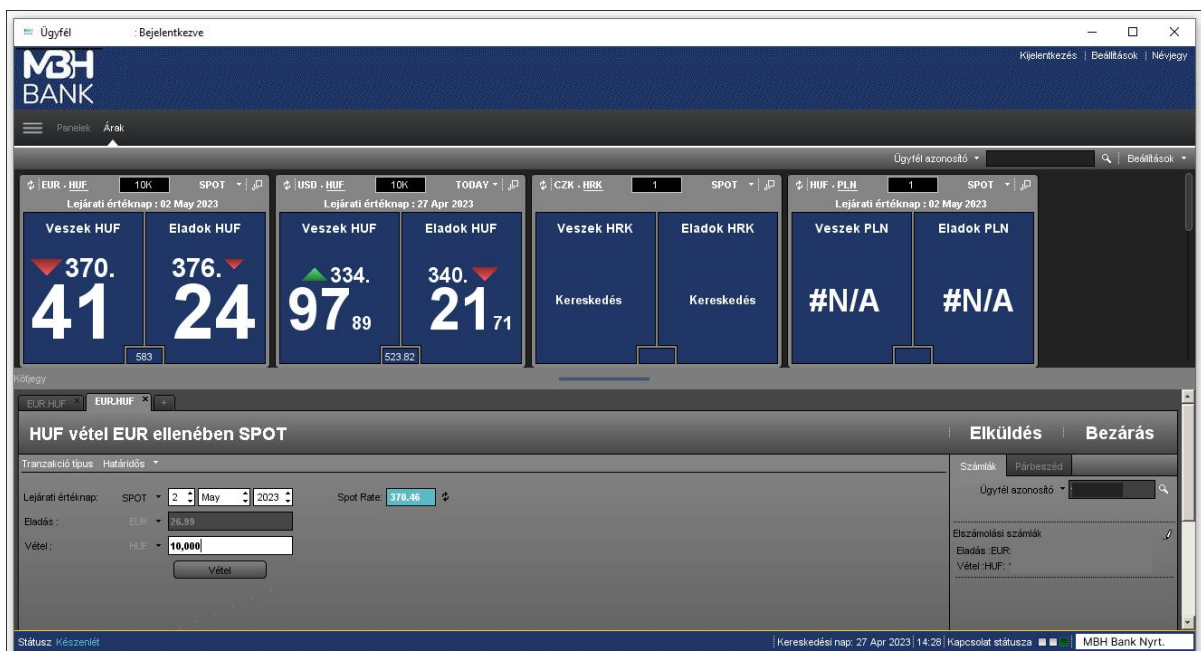 Ügyfél : Bejelentkezve
MBH
BANK
Kijelentkezés | Beállítások | Névjegy
Panelek Árak
Ügyfél azonosító Beállítások
EUR . HUF 10K SPOT
Lejárati értéknap : 02 May 2023
Veszek HUF Eladok HUF
370. 376.
41 24
583
USD . HUF 10K TODAY
Lejárati értéknap : 27 Apr 2023
Veszek HUF Eladok HUF
334. 340.
97 89 21 71
523.82
CZK . HRK 1 SPOT
Veszek HRK Eladok HRK
Kereskedés Kereskedés
HUF . PLN 1 SPOT
Lejárati értéknap : 02 May 2023
Veszek PLN Eladok PLN
#N/A #N/A
Kötjegy
EUR.HUF × EUR.HUF × +
HUF vétel EUR ellenében SPOT
Elküldés Bezárás
Tranzakció típus Határidős
Lejárati értéknap: SPOT 2 May 2023 Spot Rate: 370.46
Eladás : EUR 26.99
Vétel : HUF 10,000
Vétel
Számlák Párbeszéd
Ügyfél azonosító
Elszámolási számlák
Eladás :EUR:
Vétel :HUF:
Státusz Készenlét
Kereskedési nap: 27 Apr 2023 14:28 Kapcsolat státusza MBH Bank Nyrt.